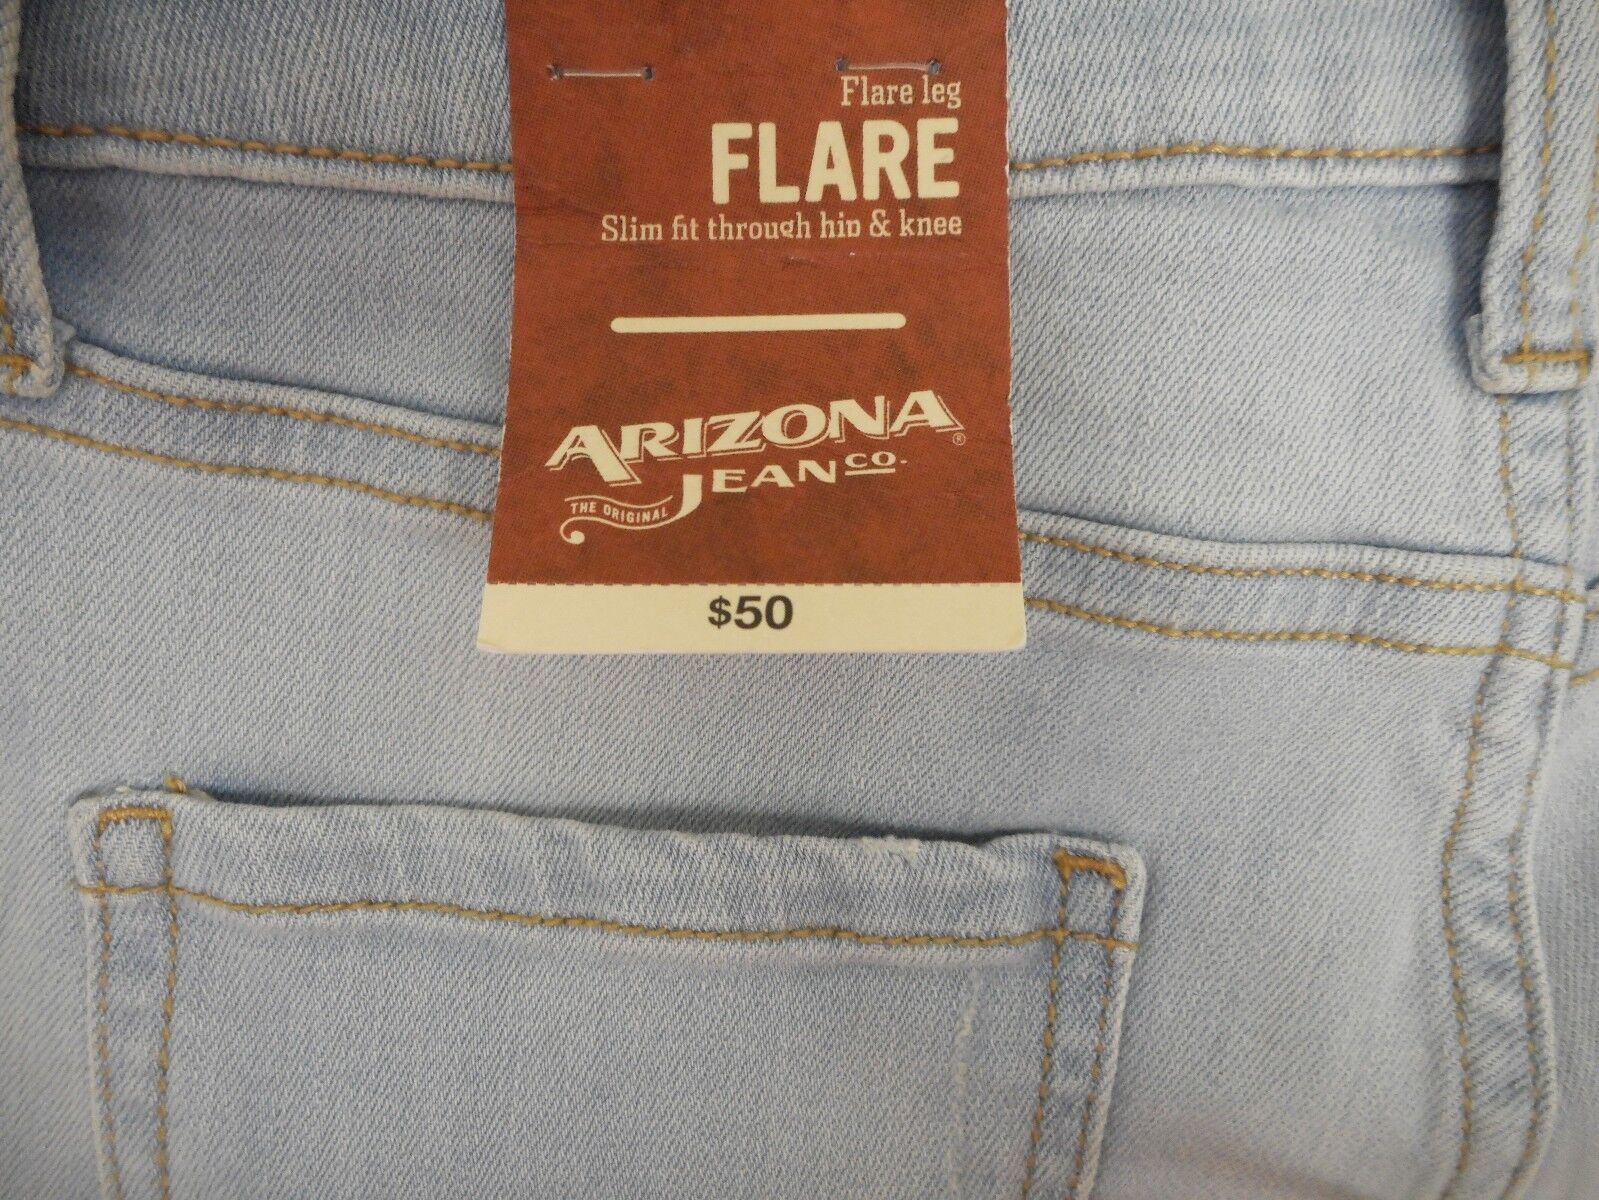 Flare leg
FLARE
Slim fit through hip & knee
ARIZONA®
JEAN CO.
THE ORIGINAL
$50